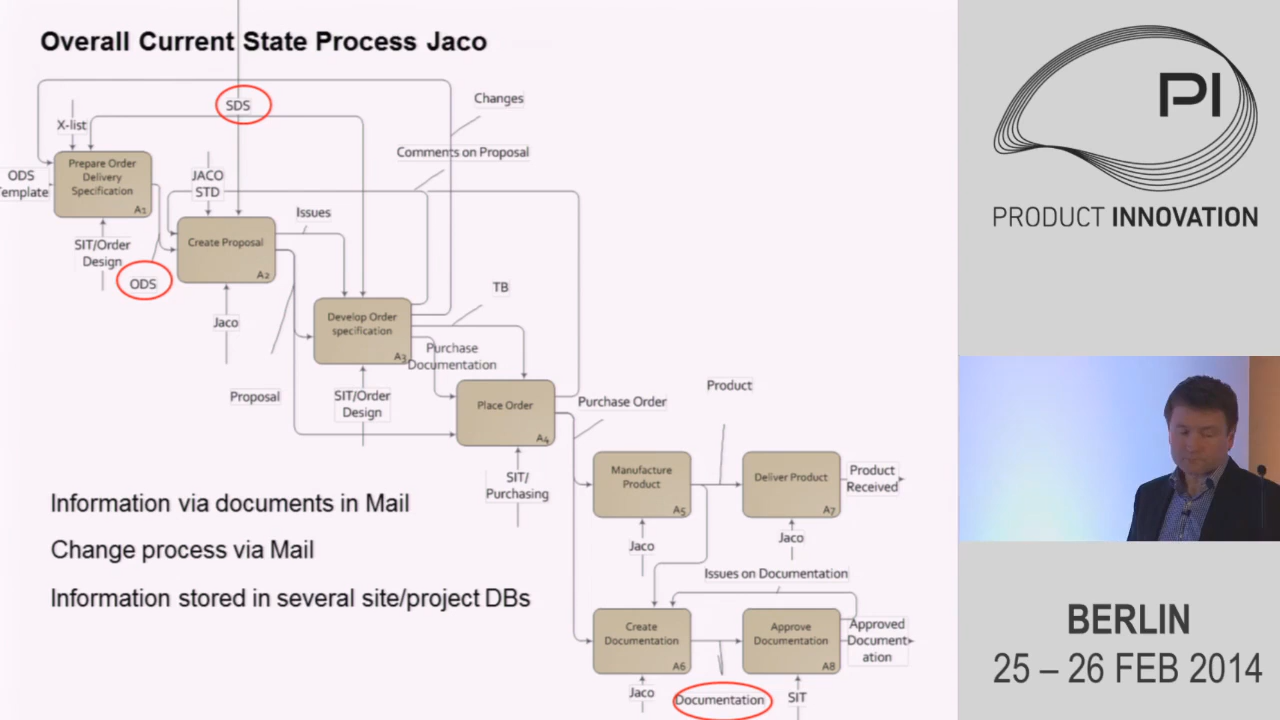 Overall Current State Process Jaco
SDS
Changes
X-list
Comments on Proposal
Prepare Order
Delivery
Specification
A1
ODS
Template
JACO
STD
Issues
SIT/Order
Design
ODS
Create Proposal
A2
Jaco
TB
Develop Order
specification
A3
Purchase
Documentation
Proposal
SIT/Order
Design
Place Order
A4
Purchase Order
Product
SIT/
Purchasing
Manufacture
Product
A5
Deliver Product
A7
Product
Received
Jaco
Jaco
Issues on Documentation
Create
Documentation
A6
Approve
Documentation
A8
Approved
Document
ation
Jaco
Documentation
SIT
Information via documents in Mail
Change process via Mail
Information stored in several site/project DBs
PI
PRODUCT INNOVATION
BERLIN
25 – 26 FEB 2014